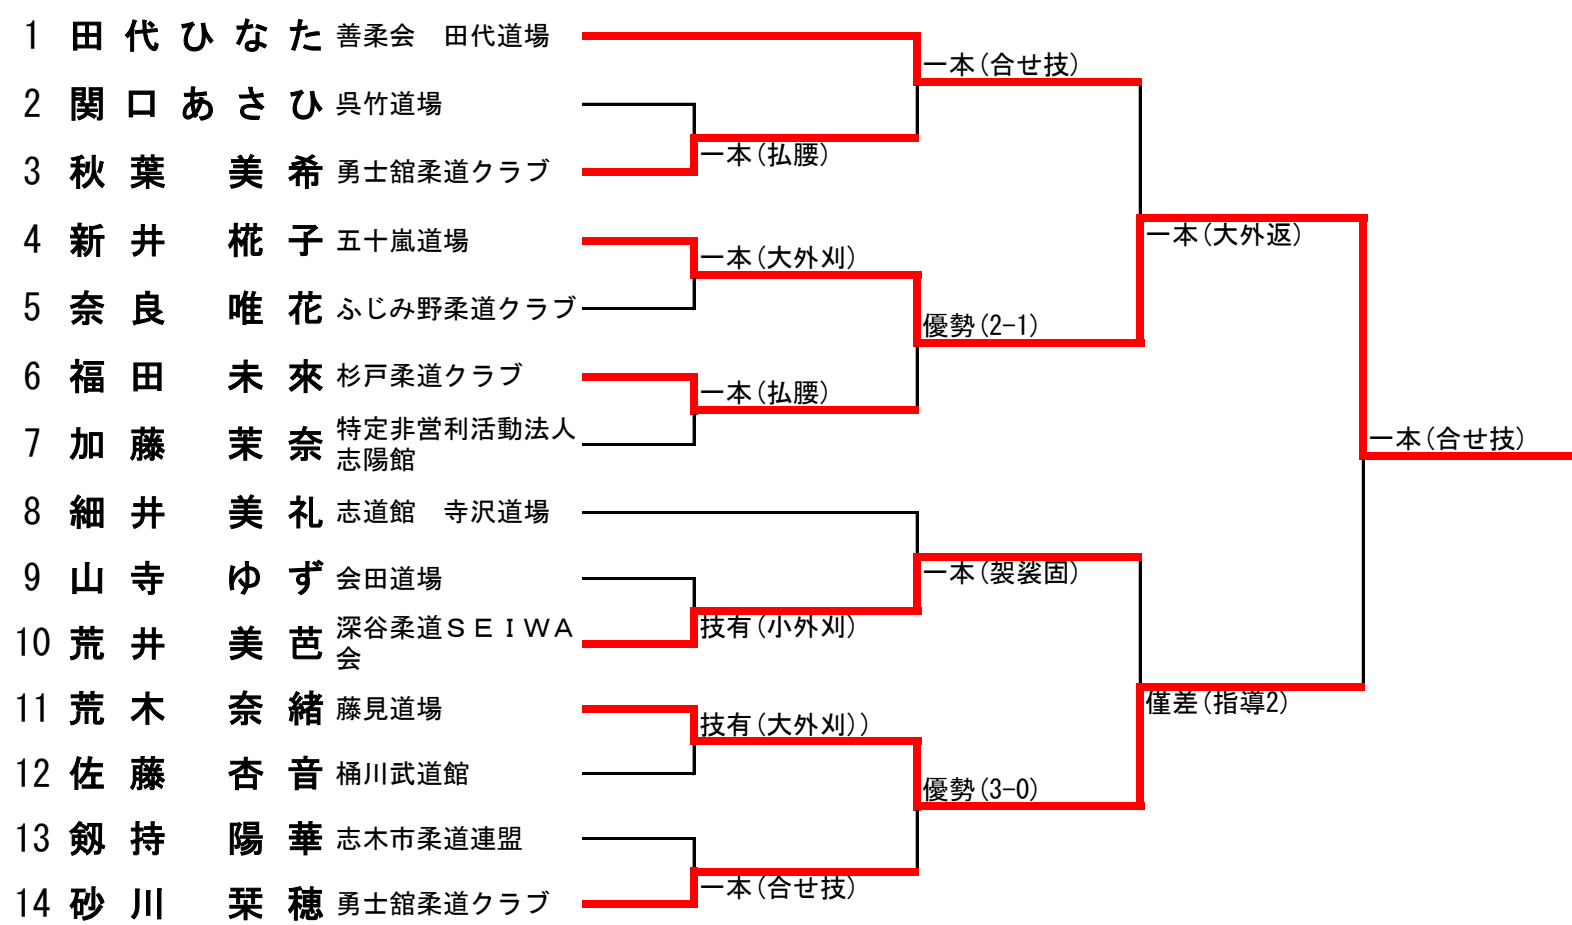 1 田代ひなた 善柔会　田代道場
一本(合せ技)
2 関口あさひ 呉竹道場
一本(払腰)
3 秋葉　美希 勇士舘柔道クラブ
4 新井　椛子 五十嵐道場
一本(大外返)
一本(大外刈)
5 奈良　唯花 ふじみ野柔道クラブ
優勢(2-1)
6 福田　未來 杉戸柔道クラブ
一本(払腰)
7 加藤　茉奈 特定非営利活動法人
志陽館
一本(合せ技)
8 細井　美礼 志道館　寺沢道場
9 山寺　ゆず 会田道場
一本(袈裟固)
10 荒井　美芭 深谷柔道ＳＥＩＷＡ
会
技有(小外刈)
11 荒木　奈緒 藤見道場
僅差(指導2)
技有(大外刈))
12 佐藤　杏音 桶川武道館
優勢(3-0)
13 剱持　陽華 志木市柔道連盟
一本(合せ技)
14 砂川　栞穂 勇士舘柔道クラブ